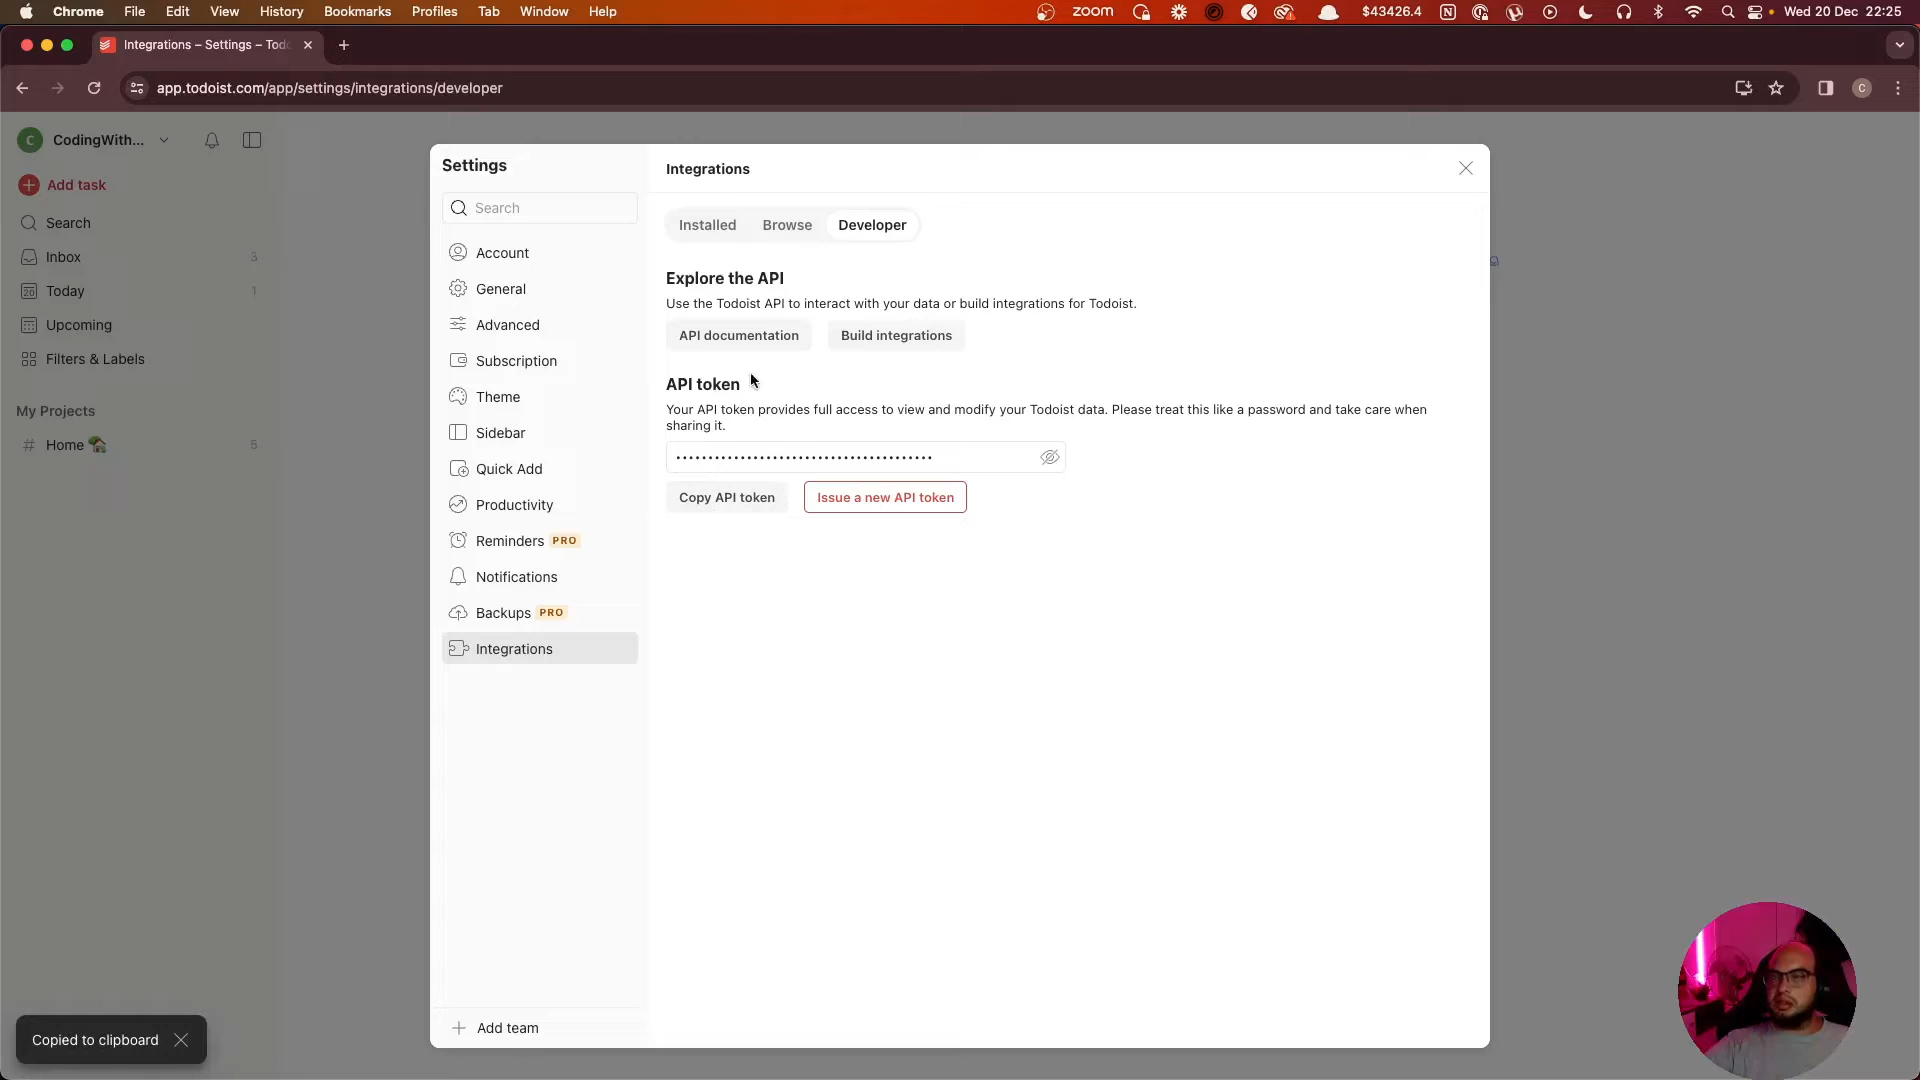 Chrome File Edit View History Bookmarks Profiles Tab Window Help zoom $43426.4 Wed 20 Dec 22:25
Integrations – Settings – Tod
app.todoist.com/app/settings/integrations/developer
C
C CodingWith...
Add task
Search
Inbox 3
20 Today 1
Upcoming
Filters & Labels
My Projects
# Home 5
Settings
Search
Account
General
Advanced
Subscription
Theme
Sidebar
Quick Add
Productivity
Reminders PRO
Notifications
Backups PRO
Integrations
Add team
Integrations
Installed Browse Developer
Explore the API
Use the Todoist API to interact with your data or build integrations for Todoist.
API documentation Build integrations
API token
Your API token provides full access to view and modify your Todoist data. Please treat this like a password and take care when
sharing it.
Copy API token Issue a new API token
Copied to clipboard